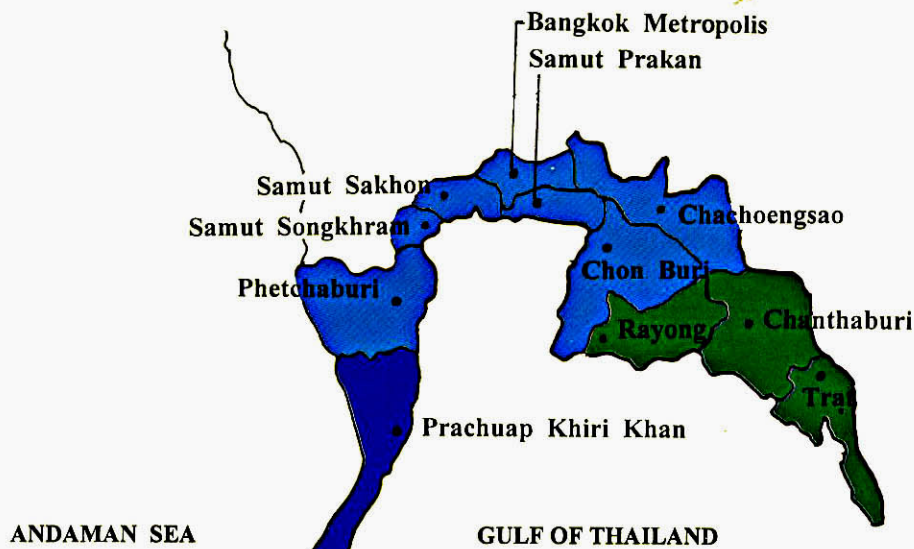 Bangkok Metropolis
Samut Prakan
Samut Sakhon
Samut Songkhram
Chachoengsao
Chon Buri
Phetchaburi
Rayong
Chanthaburi
Trat
Prachuap Khiri Khan
ANDAMAN SEA
GULF OF THAILAND